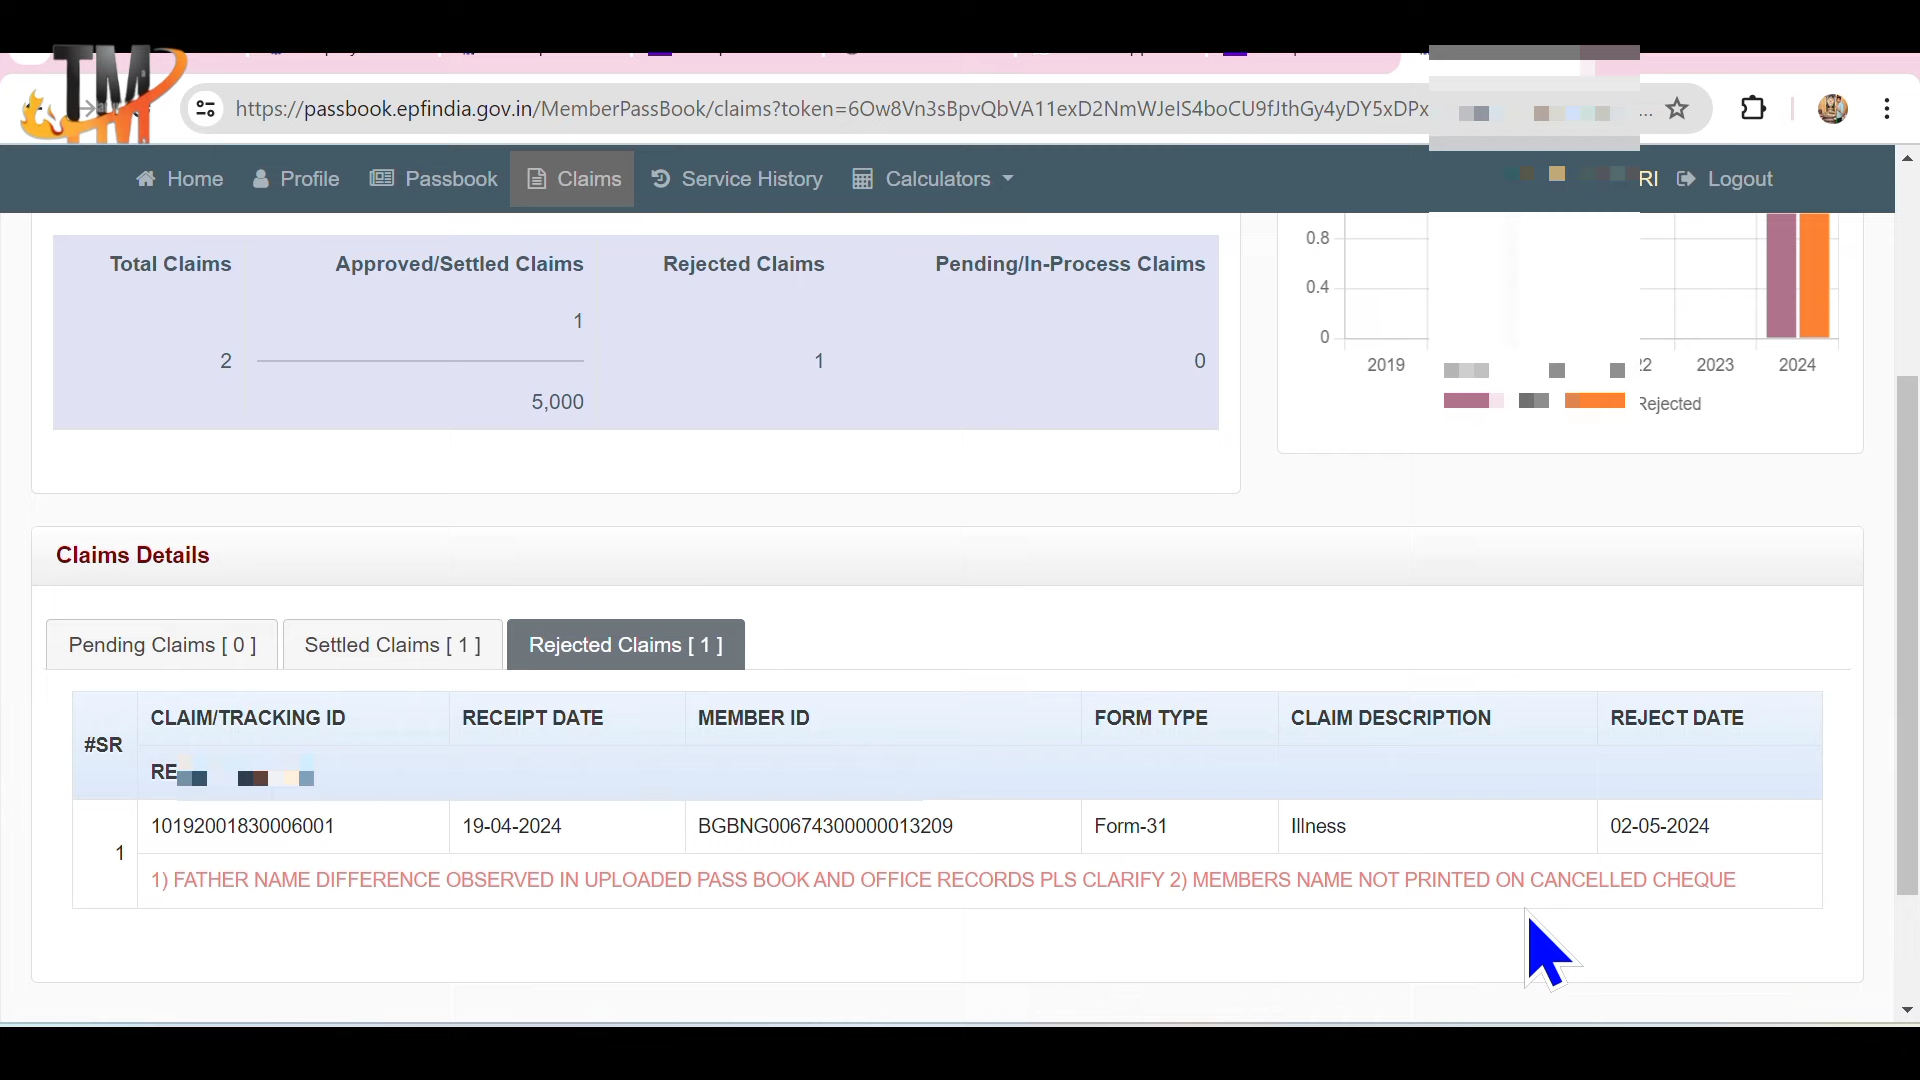 TM
https://passbook.epfindia.gov.in/MemberPassBook/claims?token=6Ow8Vn3sBpvQbVA11exD2NmWJeIS4boCU9fJthGy4yDY5xDPx ...
Home Profile Passbook Claims Service History Calculators RI Logout
Total Claims Approved/Settled Claims Rejected Claims Pending/In-Process Claims
1
2 1 0
5,000
0.8
0.4
0
2019 2023 2024
Rejected
Claims Details
Pending Claims [ 0 ] Settled Claims [ 1 ] Rejected Claims [ 1 ]
#SR CLAIM/TRACKING ID RECEIPT DATE MEMBER ID FORM TYPE CLAIM DESCRIPTION REJECT DATE
RE
1 10192001830006001 19-04-2024 BGBNG00674300000013209 Form-31 Illness 02-05-2024
1) FATHER NAME DIFFERENCE OBSERVED IN UPLOADED PASS BOOK AND OFFICE RECORDS PLS CLARIFY 2) MEMBERS NAME NOT PRINTED ON CANCELLED CHEQUE